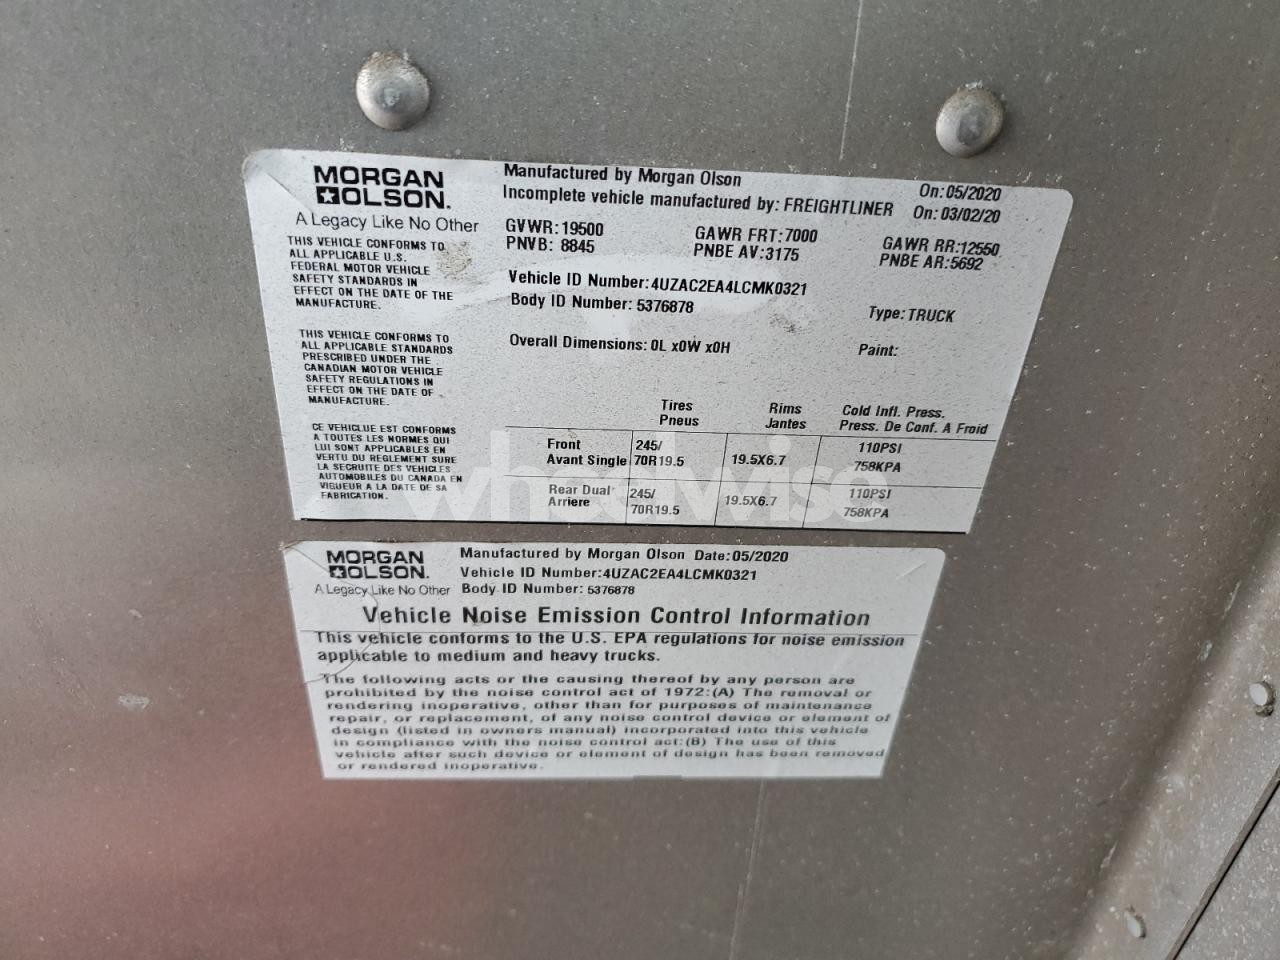 MORGAN
OLSON.
A Legacy Like No Other
THIS VEHICLE CONFORMS TO
ALL APPLICABLE U.S.
FEDERAL MOTOR VEHICLE
SAFETY STANDARDS IN
EFFECT ON THE DATE OF THE
MANUFACTURE.
THIS VEHICLE CONFORMS TO
ALL APPLICABLE STANDARDS
PRESCRIBED UNDER THE
CANADIAN MOTOR VEHICLE
SAFETY REGULATIONS IN
EFFECT ON THE DATE OF
MANUFACTURE.
CE VEHICLUE EST CONFORMS
A TOUTES LES NORMES QUI
LUI SONT APPLICABLES EN
VERTU DU REGLEMENT SURE
LA SECRUITE DES VEHICLES
AUTOMOBILES DU CANADA EN
VIGUEUR A LA DATE DE SA
FABRICATION.
Manufactured by Morgan Olson On: 05/2020
Incomplete vehicle manufactured by: FREIGHTLINER On: 03/02/20
GVWR: 19500 GAWR FRT: 7000 GAWR RR: 12550
PNVB: 8845 PNBE AV: 3175 PNBE AR: 5692
Vehicle ID Number: 4UZAC2EA4LCMK0321
Body ID Number: 5376878 Type: TRUCK
Overall Dimensions: 0L x0W x0H Paint:
Tires Rims Cold Infl. Press.
Pneus Jantes Press. De Conf. A Froid
Front 245/ 110PSI
Avant Single 70R19.5 19.5X6.7 758KPA
Rear Dual 245/ 110PSI
Arriere 70R19.5 19.5X6.7 758KPA
wheelwise
MORGAN
OLSON.
A Legacy Like No Other
Manufactured by Morgan Olson Date: 05/2020
Vehicle ID Number: 4UZAC2EA4LCMK0321
Body ID Number: 5376878
Vehicle Noise Emission Control Information
This vehicle conforms to the U.S. EPA regulations for noise emission
applicable to medium and heavy trucks.
The following acts or the causing thereof by any person are
prohibited by the noise control act of 1972: (A) The removal or
rendering inoperative, other than for purposes of maintenance
repair, or replacement, of any noise control device or element of
design (listed in owners manual) incorporated into this vehicle
in compliance with the noise control act: (B) The use of this
vehicle after such device or element of design has been removed
or rendered inoperative.